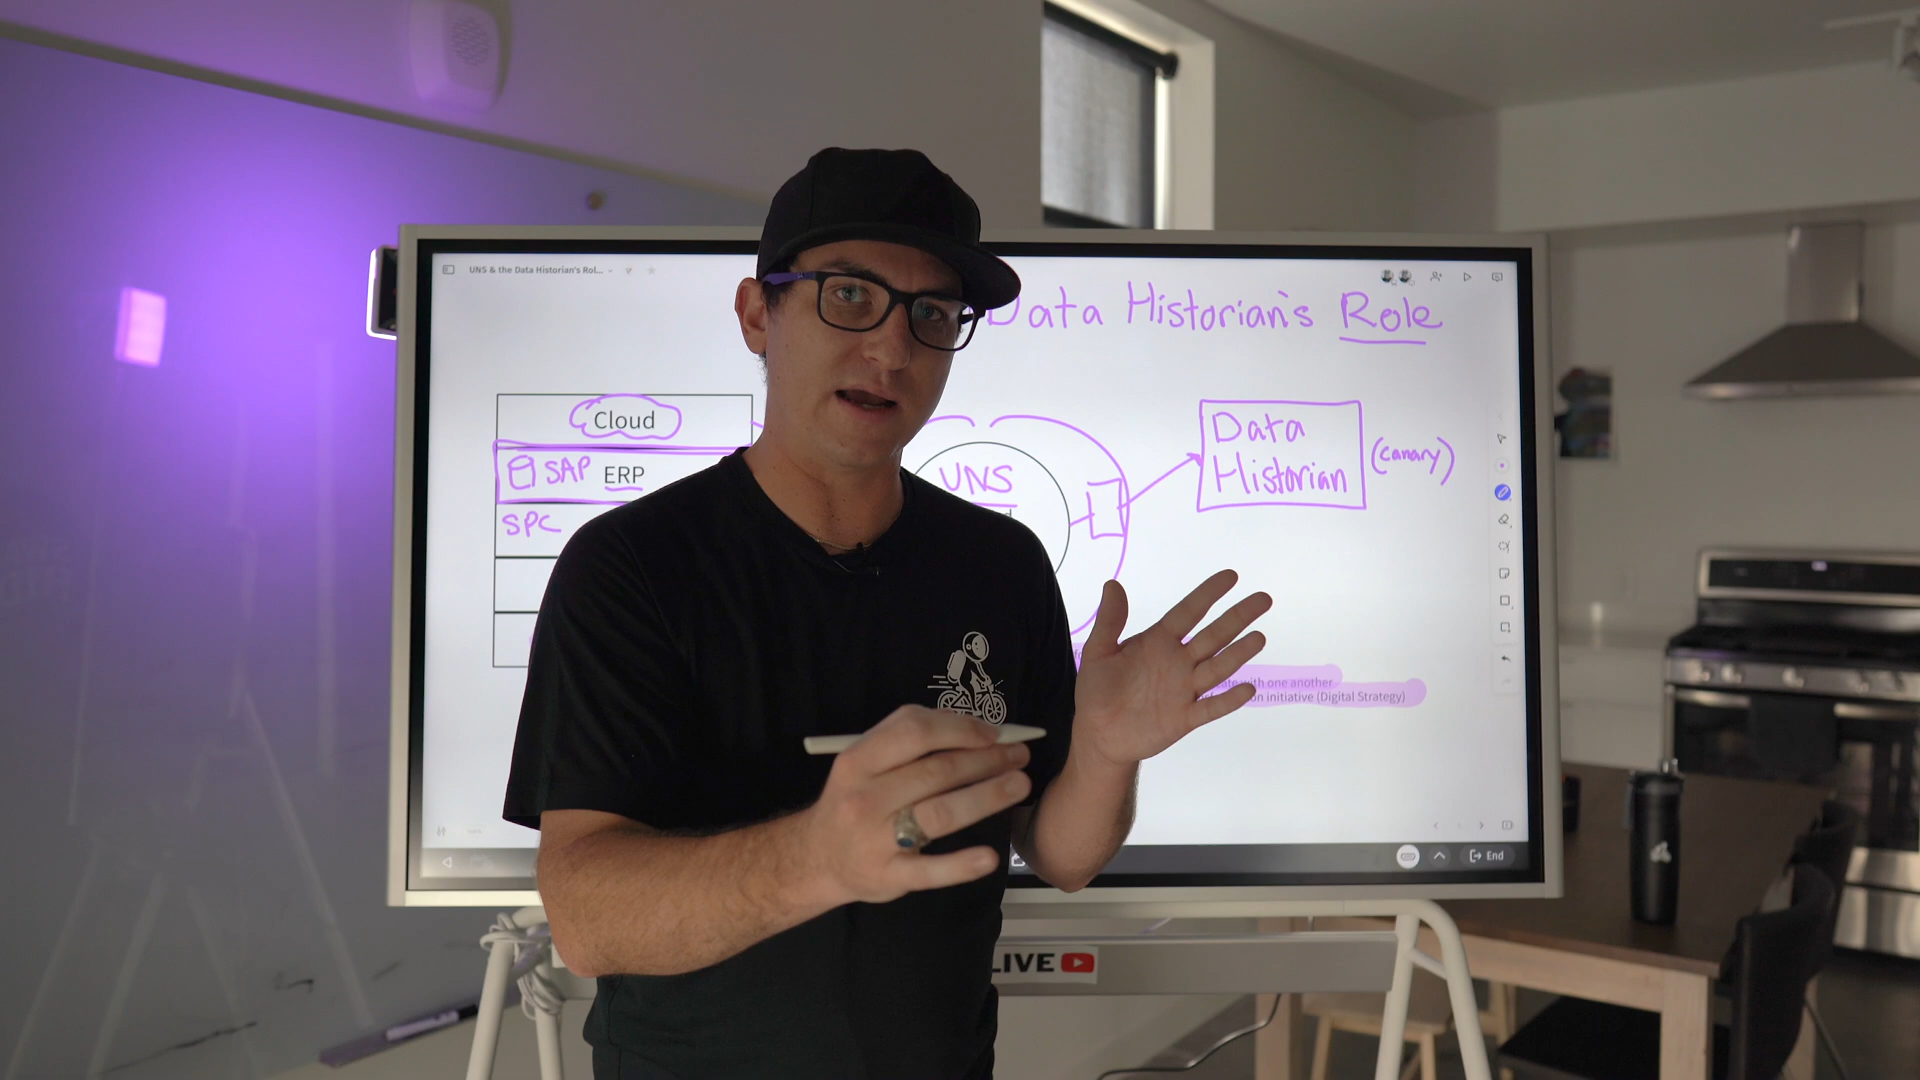 UNS & the Data Historian's Rol...
Data Historian's Role
Cloud
SAP ERP
SPC
UNS
Data
Historian
(Canary)
with one another
on initiative (Digital Strategy)
End
LIVE